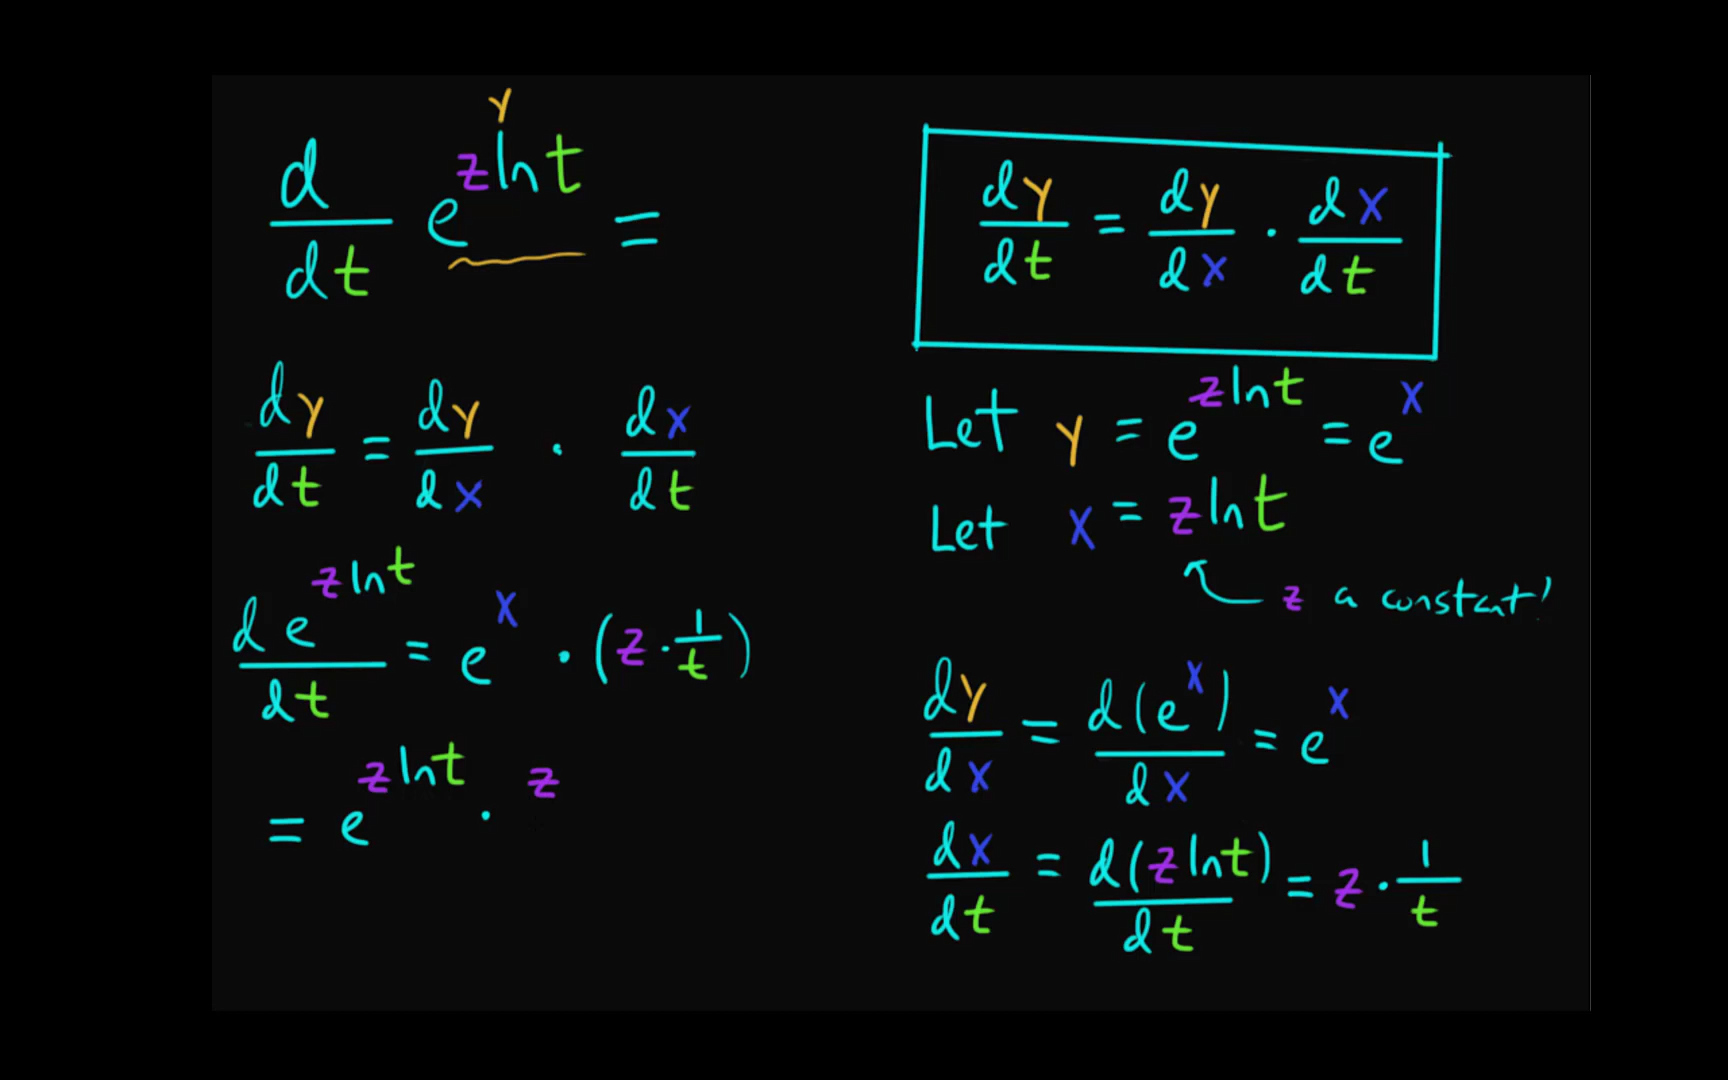 y
d/dt e^(z ln t) =
dy/dt = dy/dx · dx/dt
de^(z ln t)/dt = e^x · (z · 1/t)
= e^(z ln t) · z
dy/dt = dy/dx · dx/dt
Let y = e^(z ln t) = e^x
Let x = z ln t
z a constant!
dy/dx = d(e^x)/dx = e^x
dx/dt = d(z ln t)/dt = z · 1/t